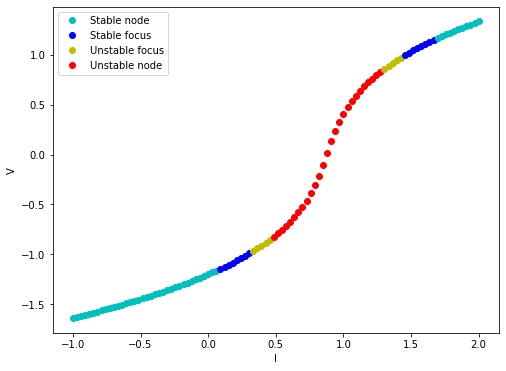 Stable node
Stable focus
Unstable focus
Unstable node
1.0
0.5
0.0
−0.5
−1.0
−1.5
V
−1.0 −0.5 0.0 0.5 1.0 1.5 2.0
I